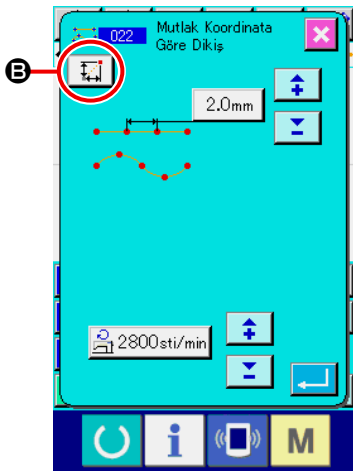 022 Mutlak Koordinata
Göre Dikiş
B
2.0mm
2800sti/min
i M